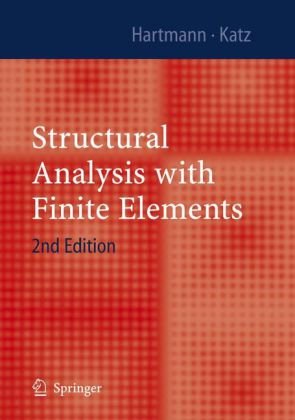 Hartmann · Katz
Structural
Analysis with
Finite Elements
2nd Edition
Springer